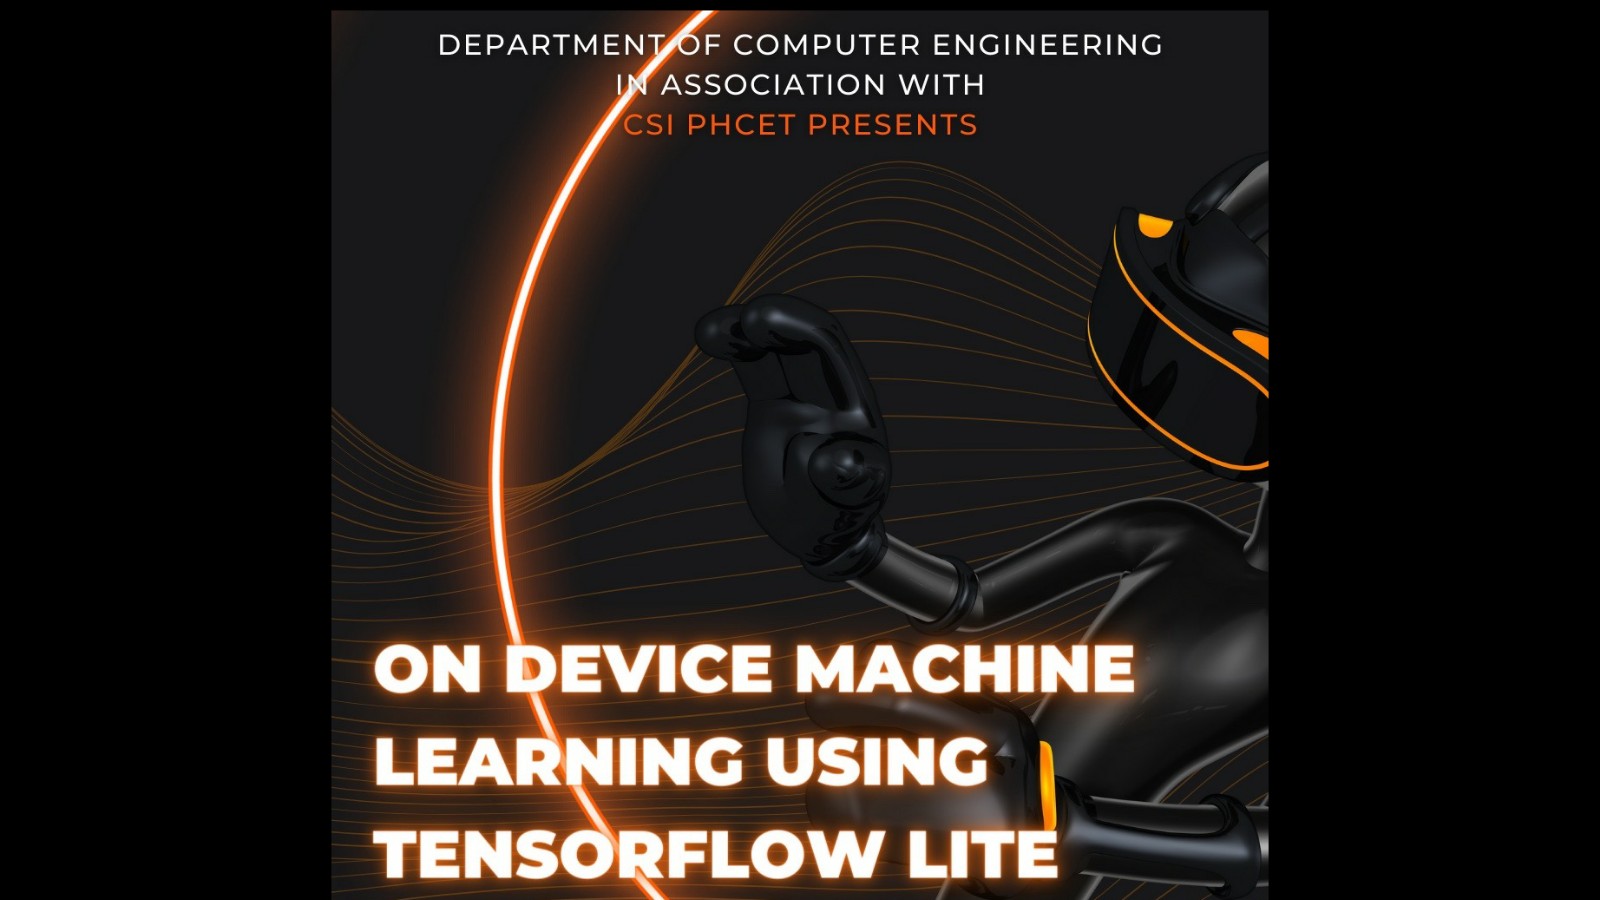 DEPARTMENT OF COMPUTER ENGINEERING
IN ASSOCIATION WITH
CSI PHCET PRESENTS
ON DEVICE MACHINE
LEARNING USING
TENSORFLOW LITE